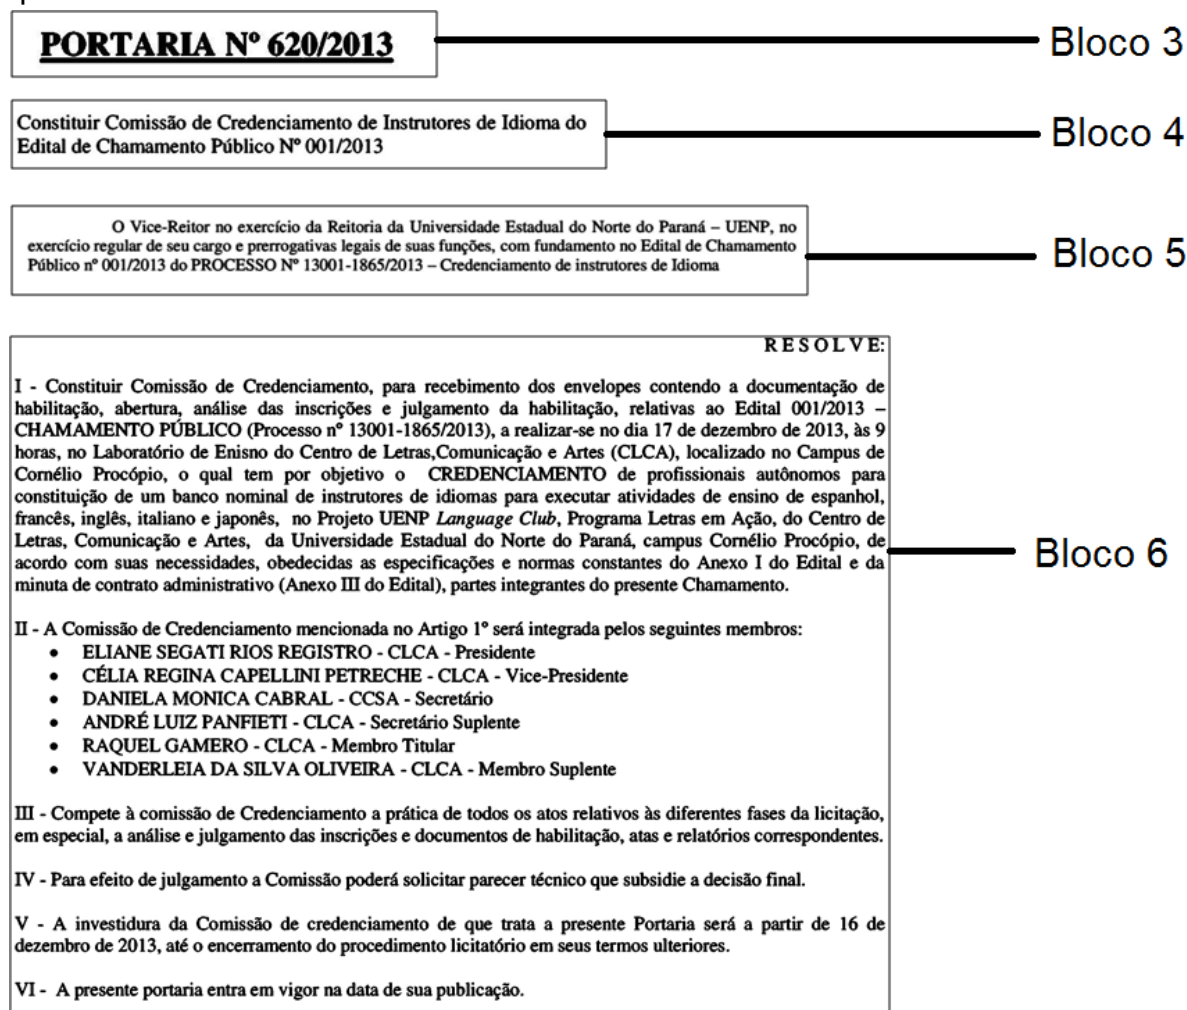 PORTARIA Nº 620/2013
Bloco 3
Constituir Comissão de Credenciamento de Instrutores de Idioma do
Edital de Chamamento Público Nº 001/2013
Bloco 4
O Vice-Reitor no exercício da Reitoria da Universidade Estadual do Norte do Paraná – UENP, no
exercício regular de seu cargo e prerrogativas legais de suas funções, com fundamento no Edital de Chamamento
Público nº 001/2013 do PROCESSO Nº 13001-1865/2013 – Credenciamento de instrutores de Idioma
Bloco 5
R E S O L V E:
I - Constituir Comissão de Credenciamento, para recebimento dos envelopes contendo a documentação de
habilitação, abertura, análise das inscrições e julgamento da habilitação, relativas ao Edital 001/2013 –
CHAMAMENTO PÚBLICO (Processo nº 13001-1865/2013), a realizar-se no dia 17 de dezembro de 2013, às 9
horas, no Laboratório de Enisno do Centro de Letras,Comunicação e Artes (CLCA), localizado no Campus de
Cornélio Procópio, o qual tem por objetivo o CREDENCIAMENTO de profissionais autônomos para
constituição de um banco nominal de instrutores de idiomas para executar atividades de ensino de espanhol,
francês, inglês, italiano e japonês, no Projeto UENP Language Club, Programa Letras em Ação, do Centro de
Letras, Comunicação e Artes, da Universidade Estadual do Norte do Paraná, campus Cornélio Procópio, de
acordo com suas necessidades, obedecidas as especificações e normas constantes do Anexo I do Edital e da
minuta de contrato administrativo (Anexo III do Edital), partes integrantes do presente Chamamento.
Bloco 6
II - A Comissão de Credenciamento mencionada no Artigo 1º será integrada pelos seguintes membros:
• ELIANE SEGATI RIOS REGISTRO - CLCA - Presidente
• CÉLIA REGINA CAPELLINI PETRECHE - CLCA - Vice-Presidente
• DANIELA MONICA CABRAL - CCSA - Secretário
• ANDRÉ LUIZ PANFIETI - CLCA - Secretário Suplente
• RAQUEL GAMERO - CLCA - Membro Titular
• VANDERLEIA DA SILVA OLIVEIRA - CLCA - Membro Suplente
III - Compete à comissão de Credenciamento a prática de todos os atos relativos às diferentes fases da licitação,
em especial, a análise e julgamento das inscrições e documentos de habilitação, atas e relatórios correspondentes.
IV - Para efeito de julgamento a Comissão poderá solicitar parecer técnico que subsidie a decisão final.
V - A investidura da Comissão de credenciamento de que trata a presente Portaria será a partir de 16 de
dezembro de 2013, até o encerramento do procedimento licitatório em seus termos ulteriores.
VI - A presente portaria entra em vigor na data de sua publicação.